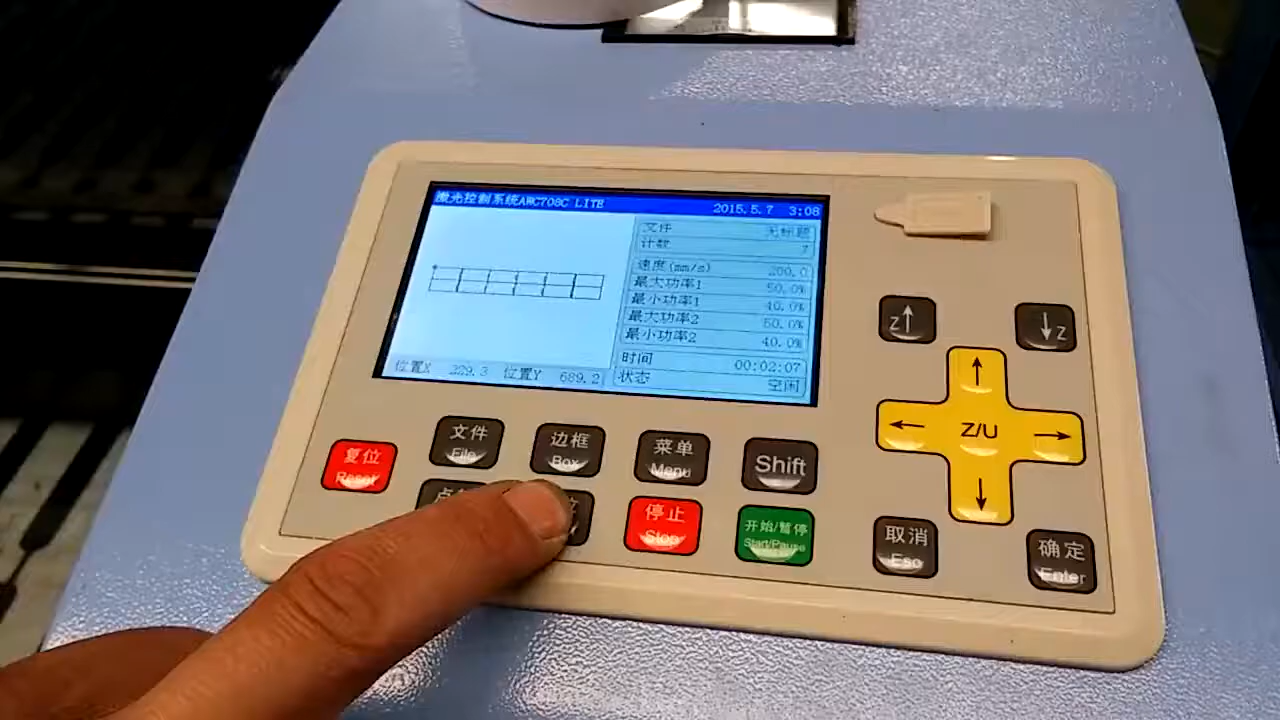 激光控制系统AWC708C LITE 2015.5.7 3:08
文件 无标题
计数 7
速度(mm/s) 200.0
最大功率1 50.0%
最小功率1 40.0%
最大功率2 50.0%
最小功率2 40.0%
时间 00:02:07
状态 空闲
位置X 229.3 位置Y 689.2
Z
Z
Z/U
复位
Reset
文件
File
边框
Box
菜单
Menu
Shift
点
停止
Stop
开始/暂停
Start/Pause
取消
Esc
确定
Enter